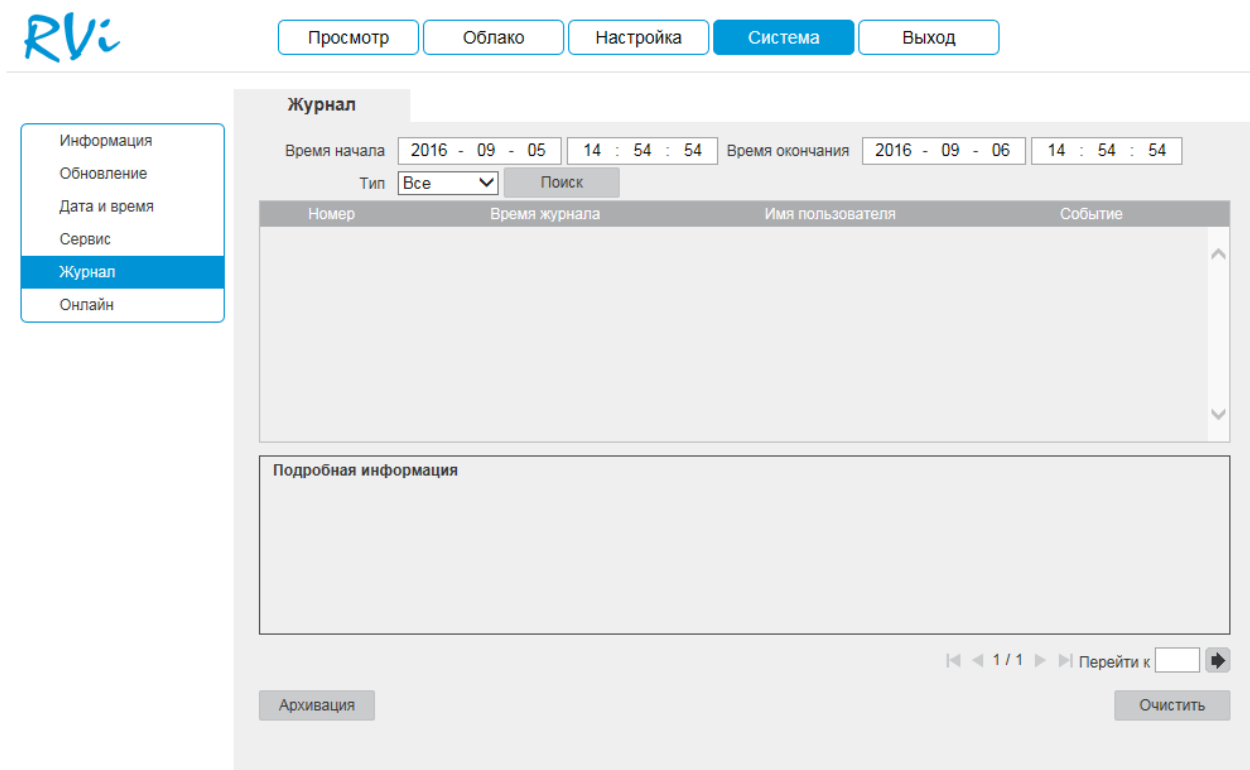 RVi
Просмотр Облако Настройка Система Выход
Журнал
Информация
Обновление
Дата и время
Сервис
Журнал
Онлайн
Время начала 2016 - 09 - 05 14 : 54 : 54 Время окончания 2016 - 09 - 06 14 : 54 : 54
Тип Все Поиск
Номер Время журнала Имя пользователя Событие
Подробная информация
1 / 1 Перейти к
Архивация Очистить